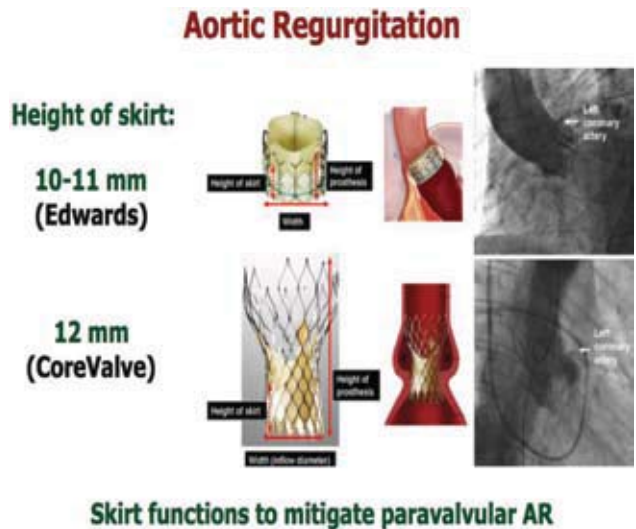 Aortic Regurgitation
Height of skirt:
10-11 mm
(Edwards)
Height of skirt
Height of
prosthesis
Width
Left
coronary
artery
12 mm
(CoreValve)
Height of skirt
Height of
prosthesis
Width (inflow diameter)
Left
coronary
artery
Skirt functions to mitigate paravalvular AR